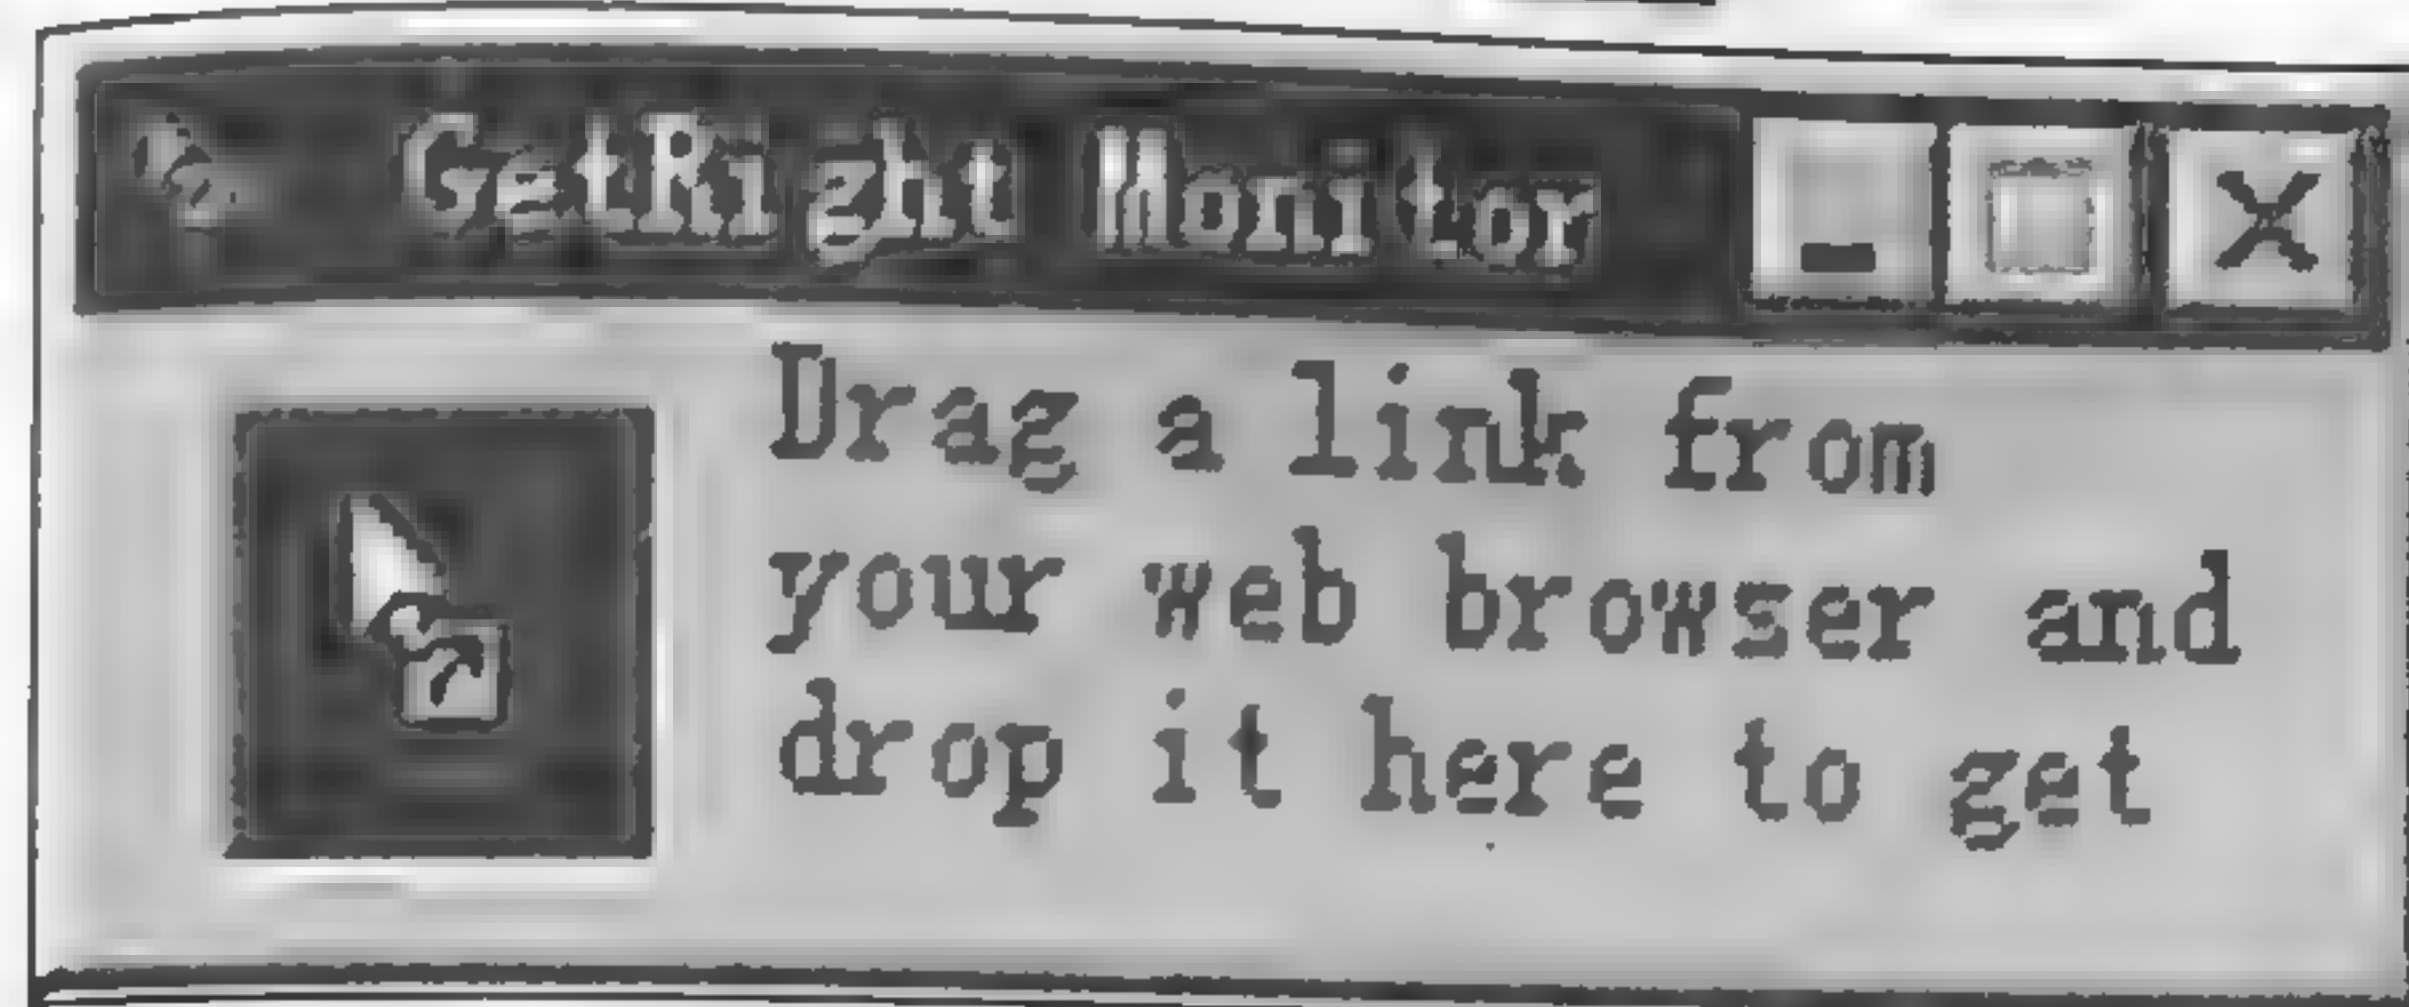 GetRight Monitor
Drag a link from
your web browser and
drop it here to get